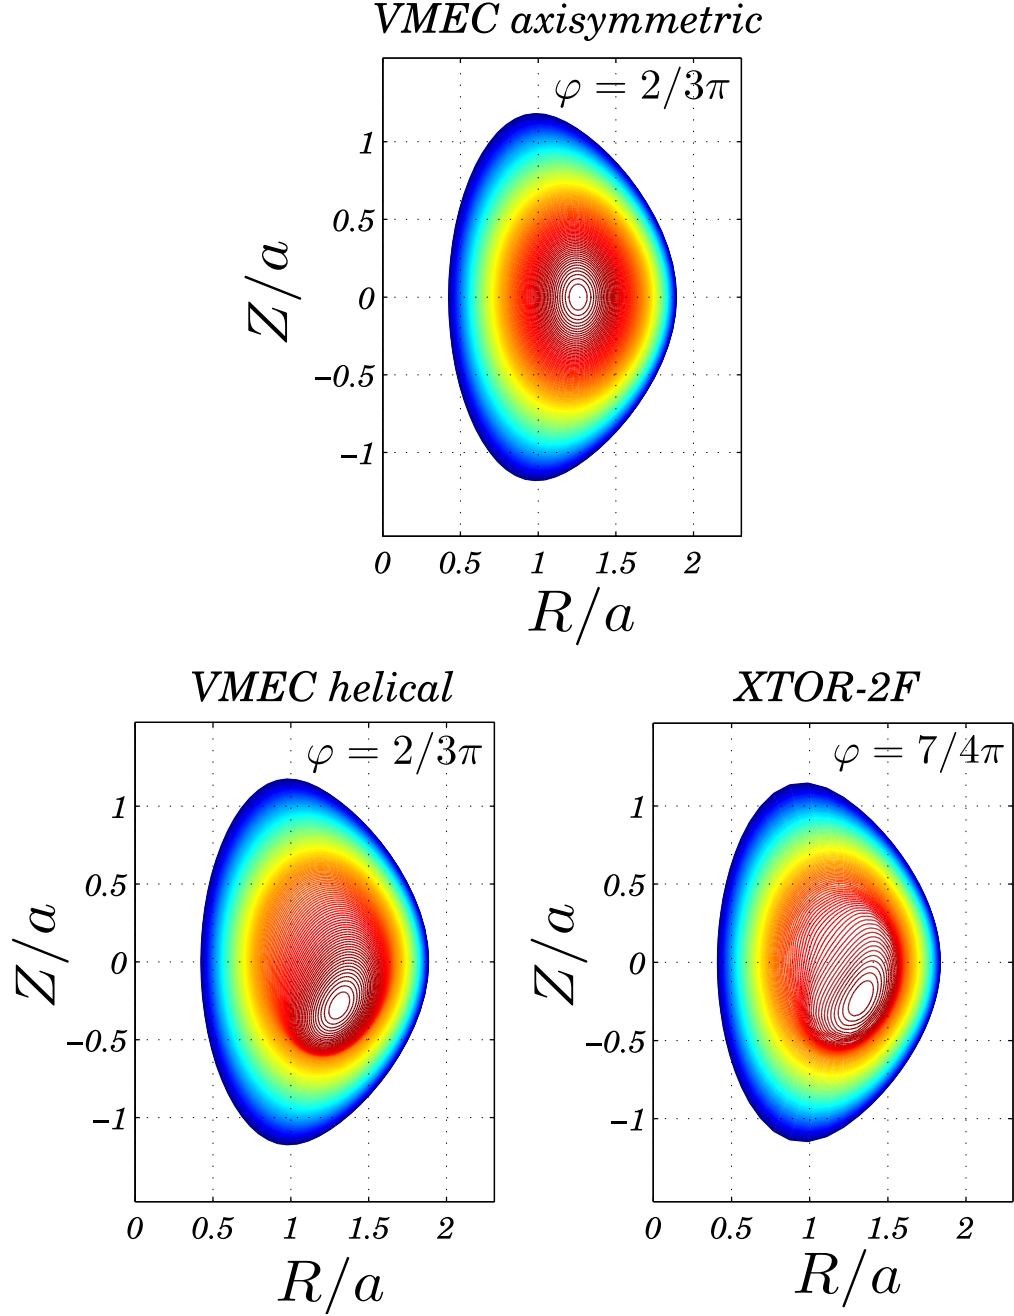 VMEC axisymmetric
φ = 2/3π
1
0.5
0
−0.5
−1
Z/a
0 0.5 1 1.5 2
R/a
VMEC helical
φ = 2/3π
1
0.5
0
−0.5
−1
Z/a
0 0.5 1 1.5 2
R/a
XTOR-2F
φ = 7/4π
1
0.5
0
−0.5
−1
Z/a
0 0.5 1 1.5 2
R/a